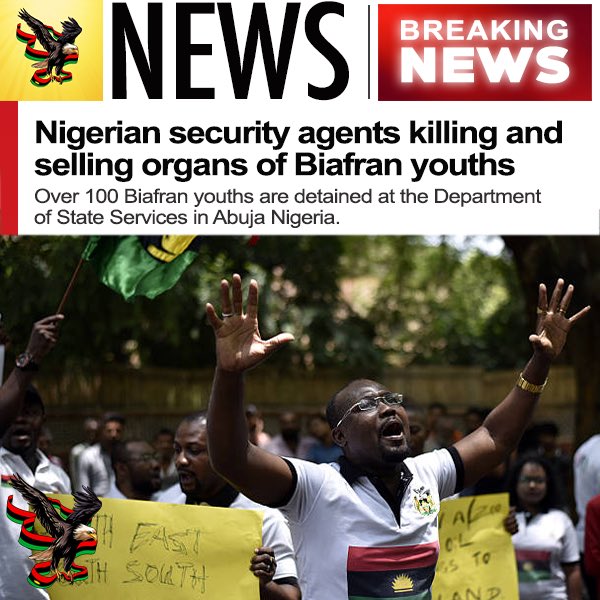 NEWS
BREAKING
NEWS
Nigerian security agents killing and
selling organs of Biafran youths
Over 100 Biafran youths are detained at the Department
of State Services in Abuja Nigeria.
EAST
SOUTH
TO